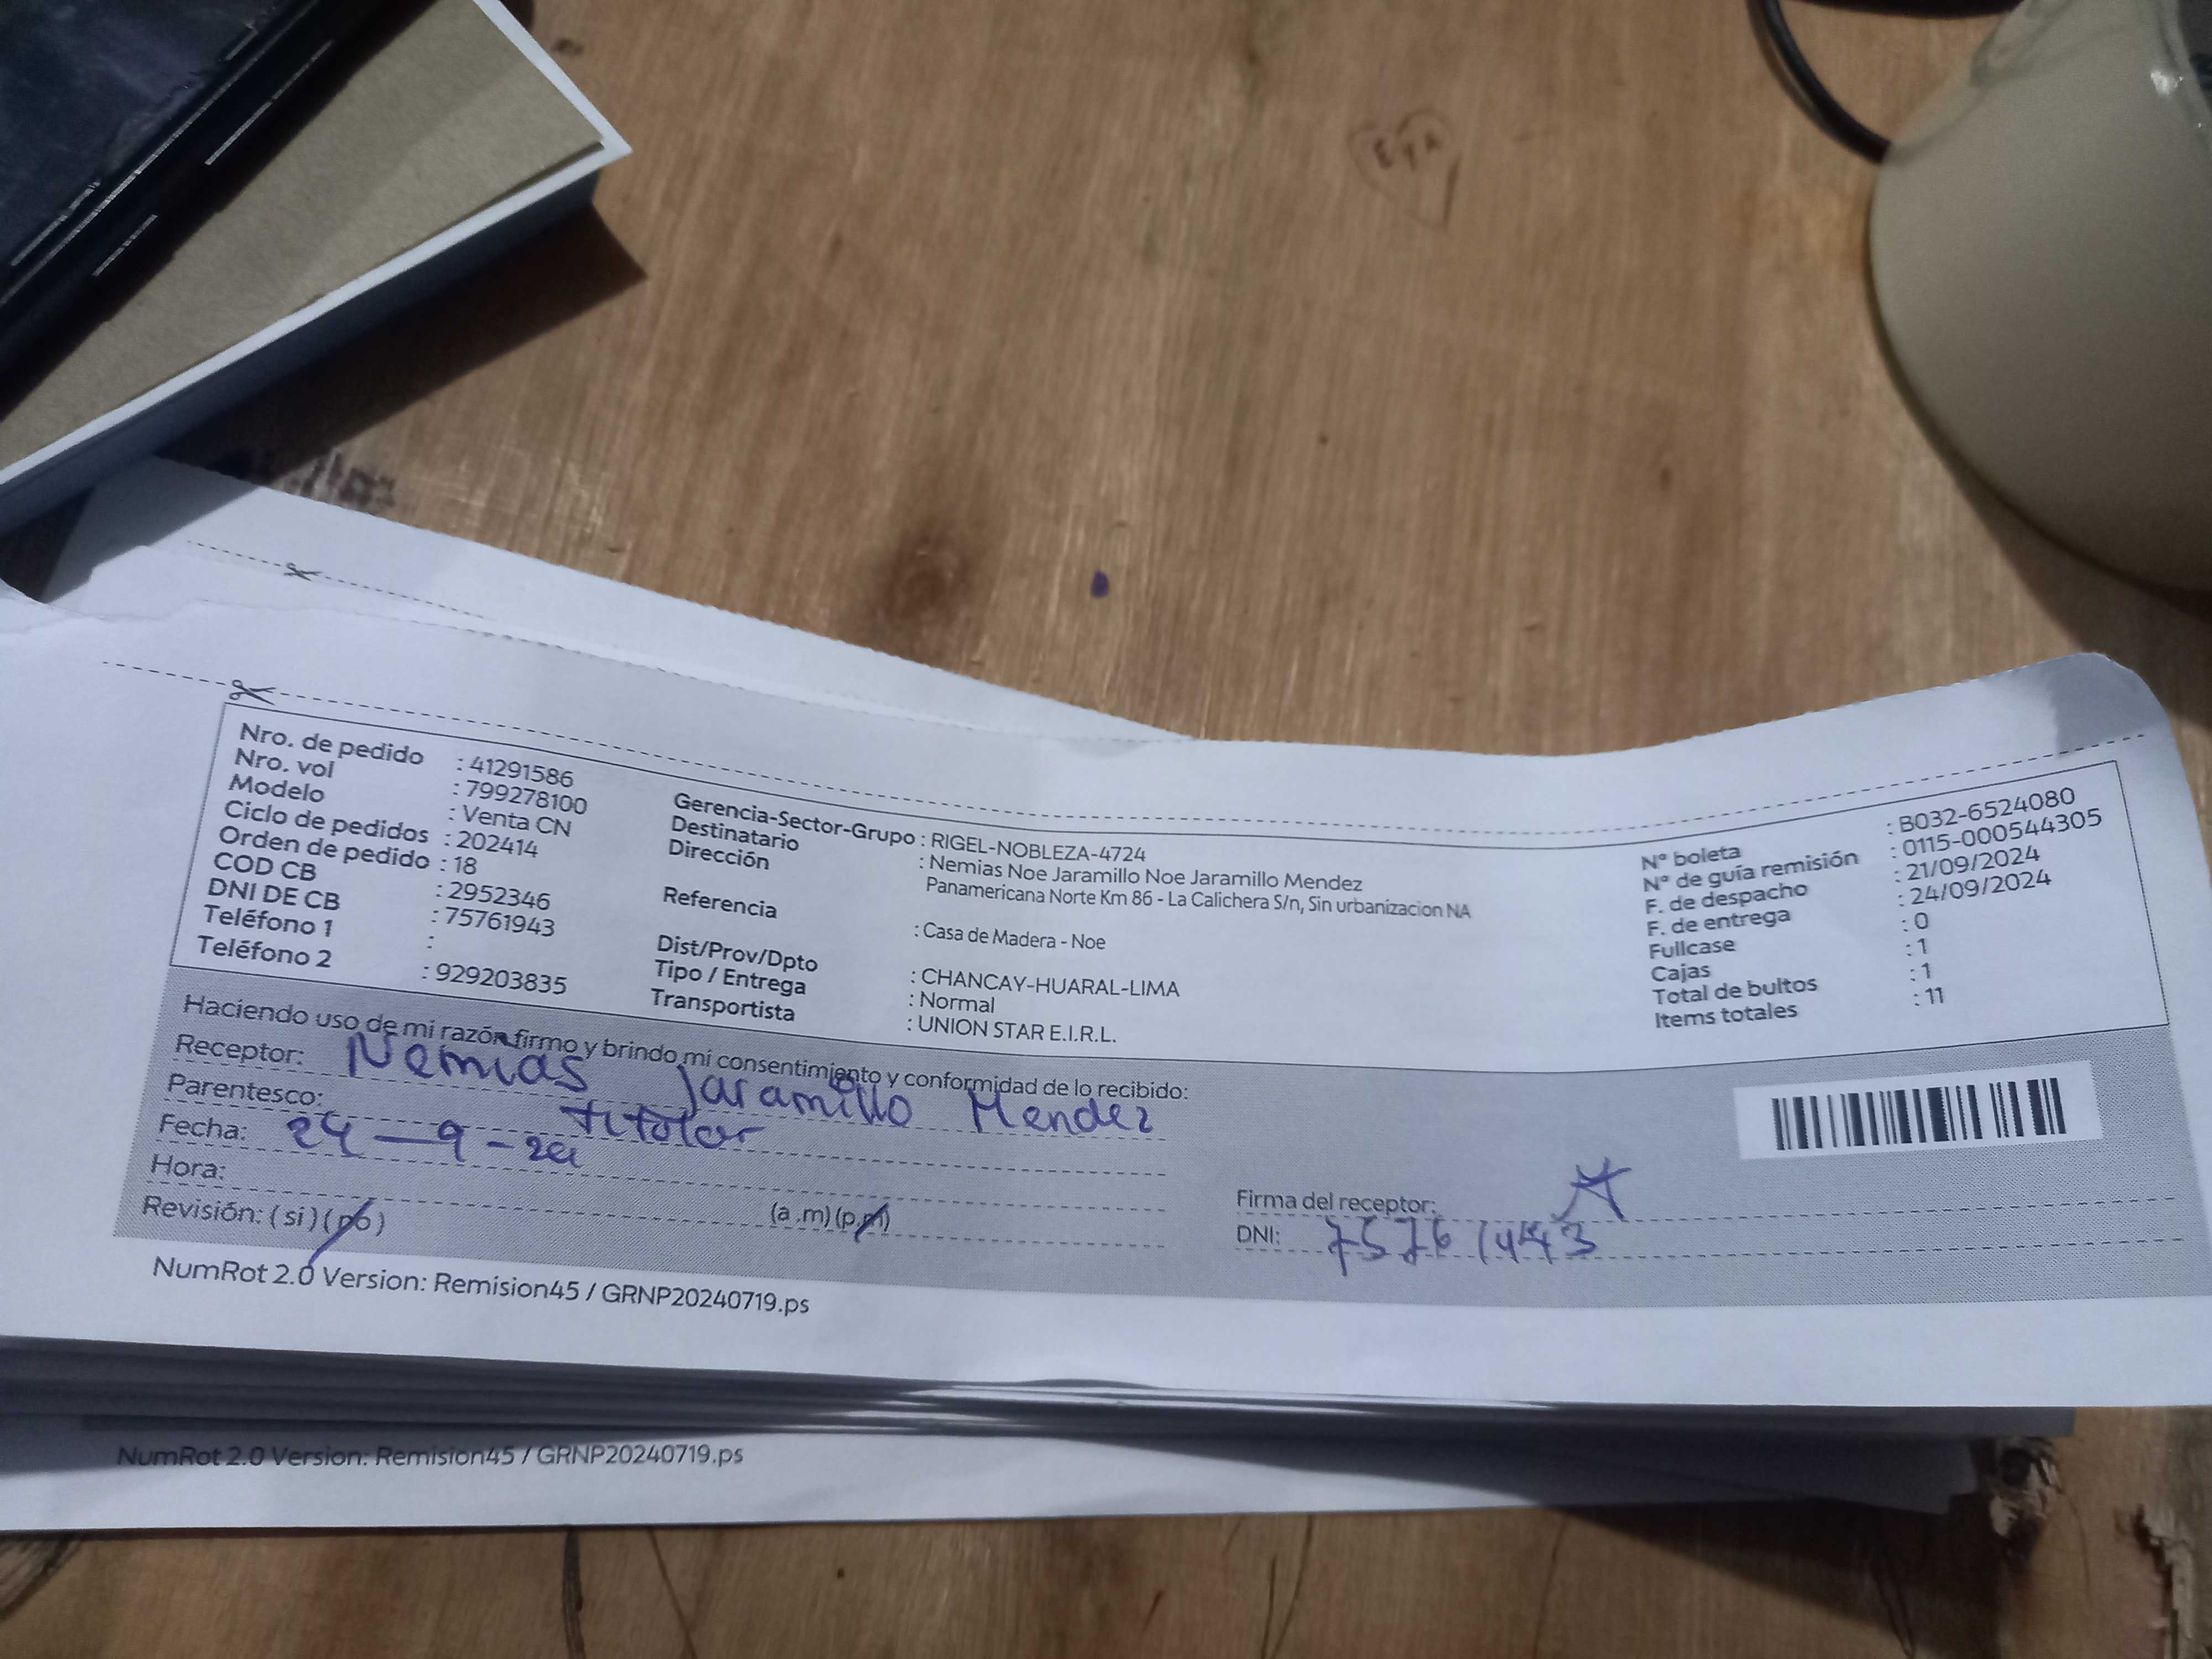 EyA
Nro. de pedido : 41291586
Nro. vol : 799278100
Modelo : Venta CN
Ciclo de pedidos : 202414
Orden de pedido : 18
COD CB : 2952346
DNI DE CB : 75761943
Teléfono 1 :
Teléfono 2 : 929203835
Gerencia-Sector-Grupo : RIGEL-NOBLEZA-4724
Destinatario : Nemias Noe Jaramillo Noe Jaramillo Mendez
Dirección Panamericana Norte Km 86 - La Calichera S/n, Sin urbanizacion NA
Referencia : Casa de Madera - Noe
Dist/Prov/Dpto : CHANCAY-HUARAL-LIMA
Tipo / Entrega : Normal
Transportista : UNION STAR E.I.R.L.
N° boleta : B032-6524080
N° de guía remisión : 0115-000544305
F. de despacho : 21/09/2024
F. de entrega : 24/09/2024
Fullcase : 0
Cajas : 1
Total de bultos : 1
Items totales : 11
Haciendo uso de mi razón firmo y brindo mi consentimiento y conformidad de lo recibido:
Receptor: Nemias Jaramillo Mendez
Parentesco: titolar
Fecha: 24-9-24
Hora: (a.m)(p.m)
Revisión: (si)(no)
Firma del receptor:
DNI:
NumRot 2.0 Version: Remision45 / GRNP20240719.ps
NumRot 2.0 Version: Remision45 / GRNP20240719.ps